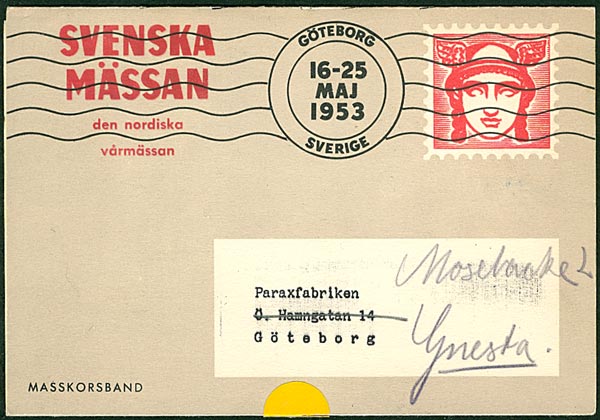 SVENSKA
MÄSSAN
den nordiska
vårmässan
GÖTEBORG
16-25
MAJ
1953
SVERIGE
Paraxfabriken
Ö. Hamngatan 14
Göteborg
Mosebacke 2
Gnesta.
MASSKORSBAND